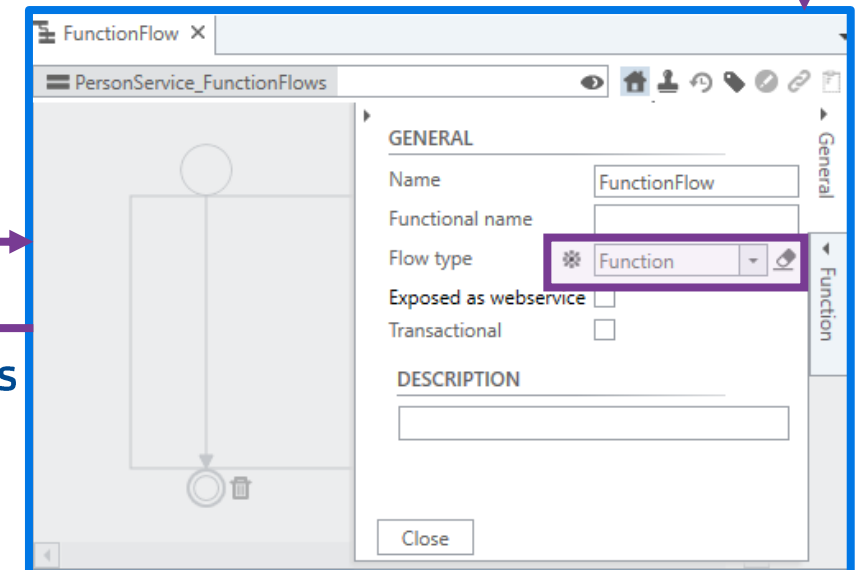 FunctionFlow
PersonService_FunctionFlows
GENERAL
Name FunctionFlow
Functional name
Flow type Function
Exposed as webservice
Transactional
DESCRIPTION
Close
General
Function
s